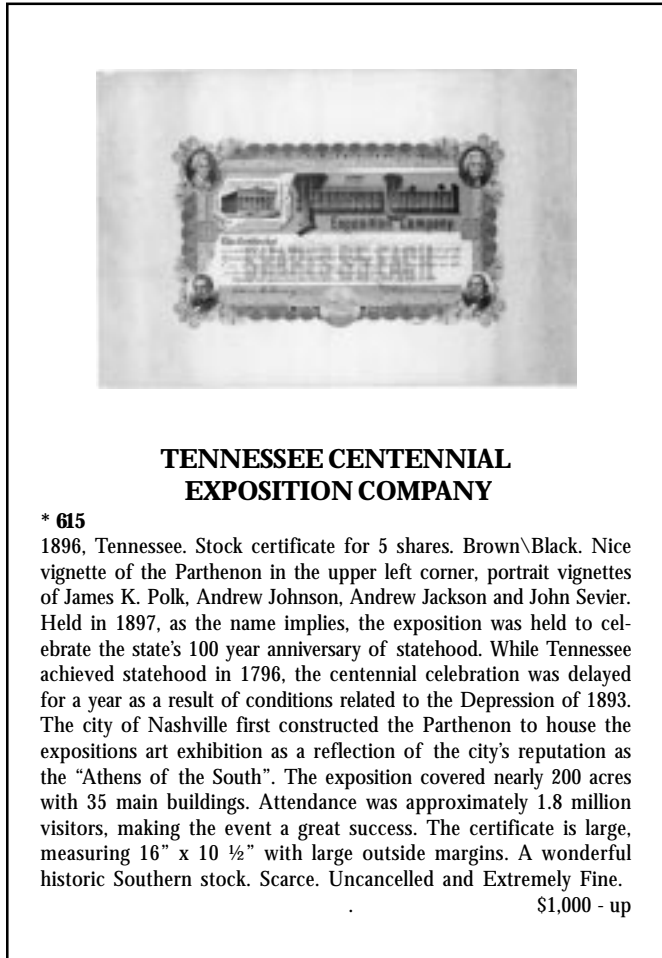 Tennessee Centennial
Exposition Company
SHARES $5 EACH
TENNESSEE CENTENNIAL
EXPOSITION COMPANY
* 615
1896, Tennessee. Stock certificate for 5 shares. Brown\Black. Nice
vignette of the Parthenon in the upper left corner, portrait vignettes
of James K. Polk, Andrew Johnson, Andrew Jackson and John Sevier.
Held in 1897, as the name implies, the exposition was held to cel-
ebrate the state's 100 year anniversary of statehood. While Tennessee
achieved statehood in 1796, the centennial celebration was delayed
for a year as a result of conditions related to the Depression of 1893.
The city of Nashville first constructed the Parthenon to house the
expositions art exhibition as a reflection of the city's reputation as
the “Athens of the South”. The exposition covered nearly 200 acres
with 35 main buildings. Attendance was approximately 1.8 million
visitors, making the event a great success. The certificate is large,
measuring 16” x 10 ½” with large outside margins. A wonderful
historic Southern stock. Scarce. Uncancelled and Extremely Fine.
. $1,000 - up